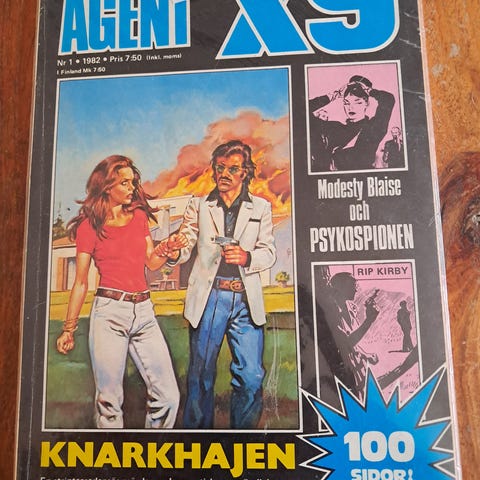 AGENT X9
Nr 1 • 1982 • Pris 7:50 (Inkl. moms)
I Finland Mk 7:50
Modesty Blaise
och
PSYKOSPIONEN
RIP KIRBY
KNARKHAJEN
100
SIDOR!